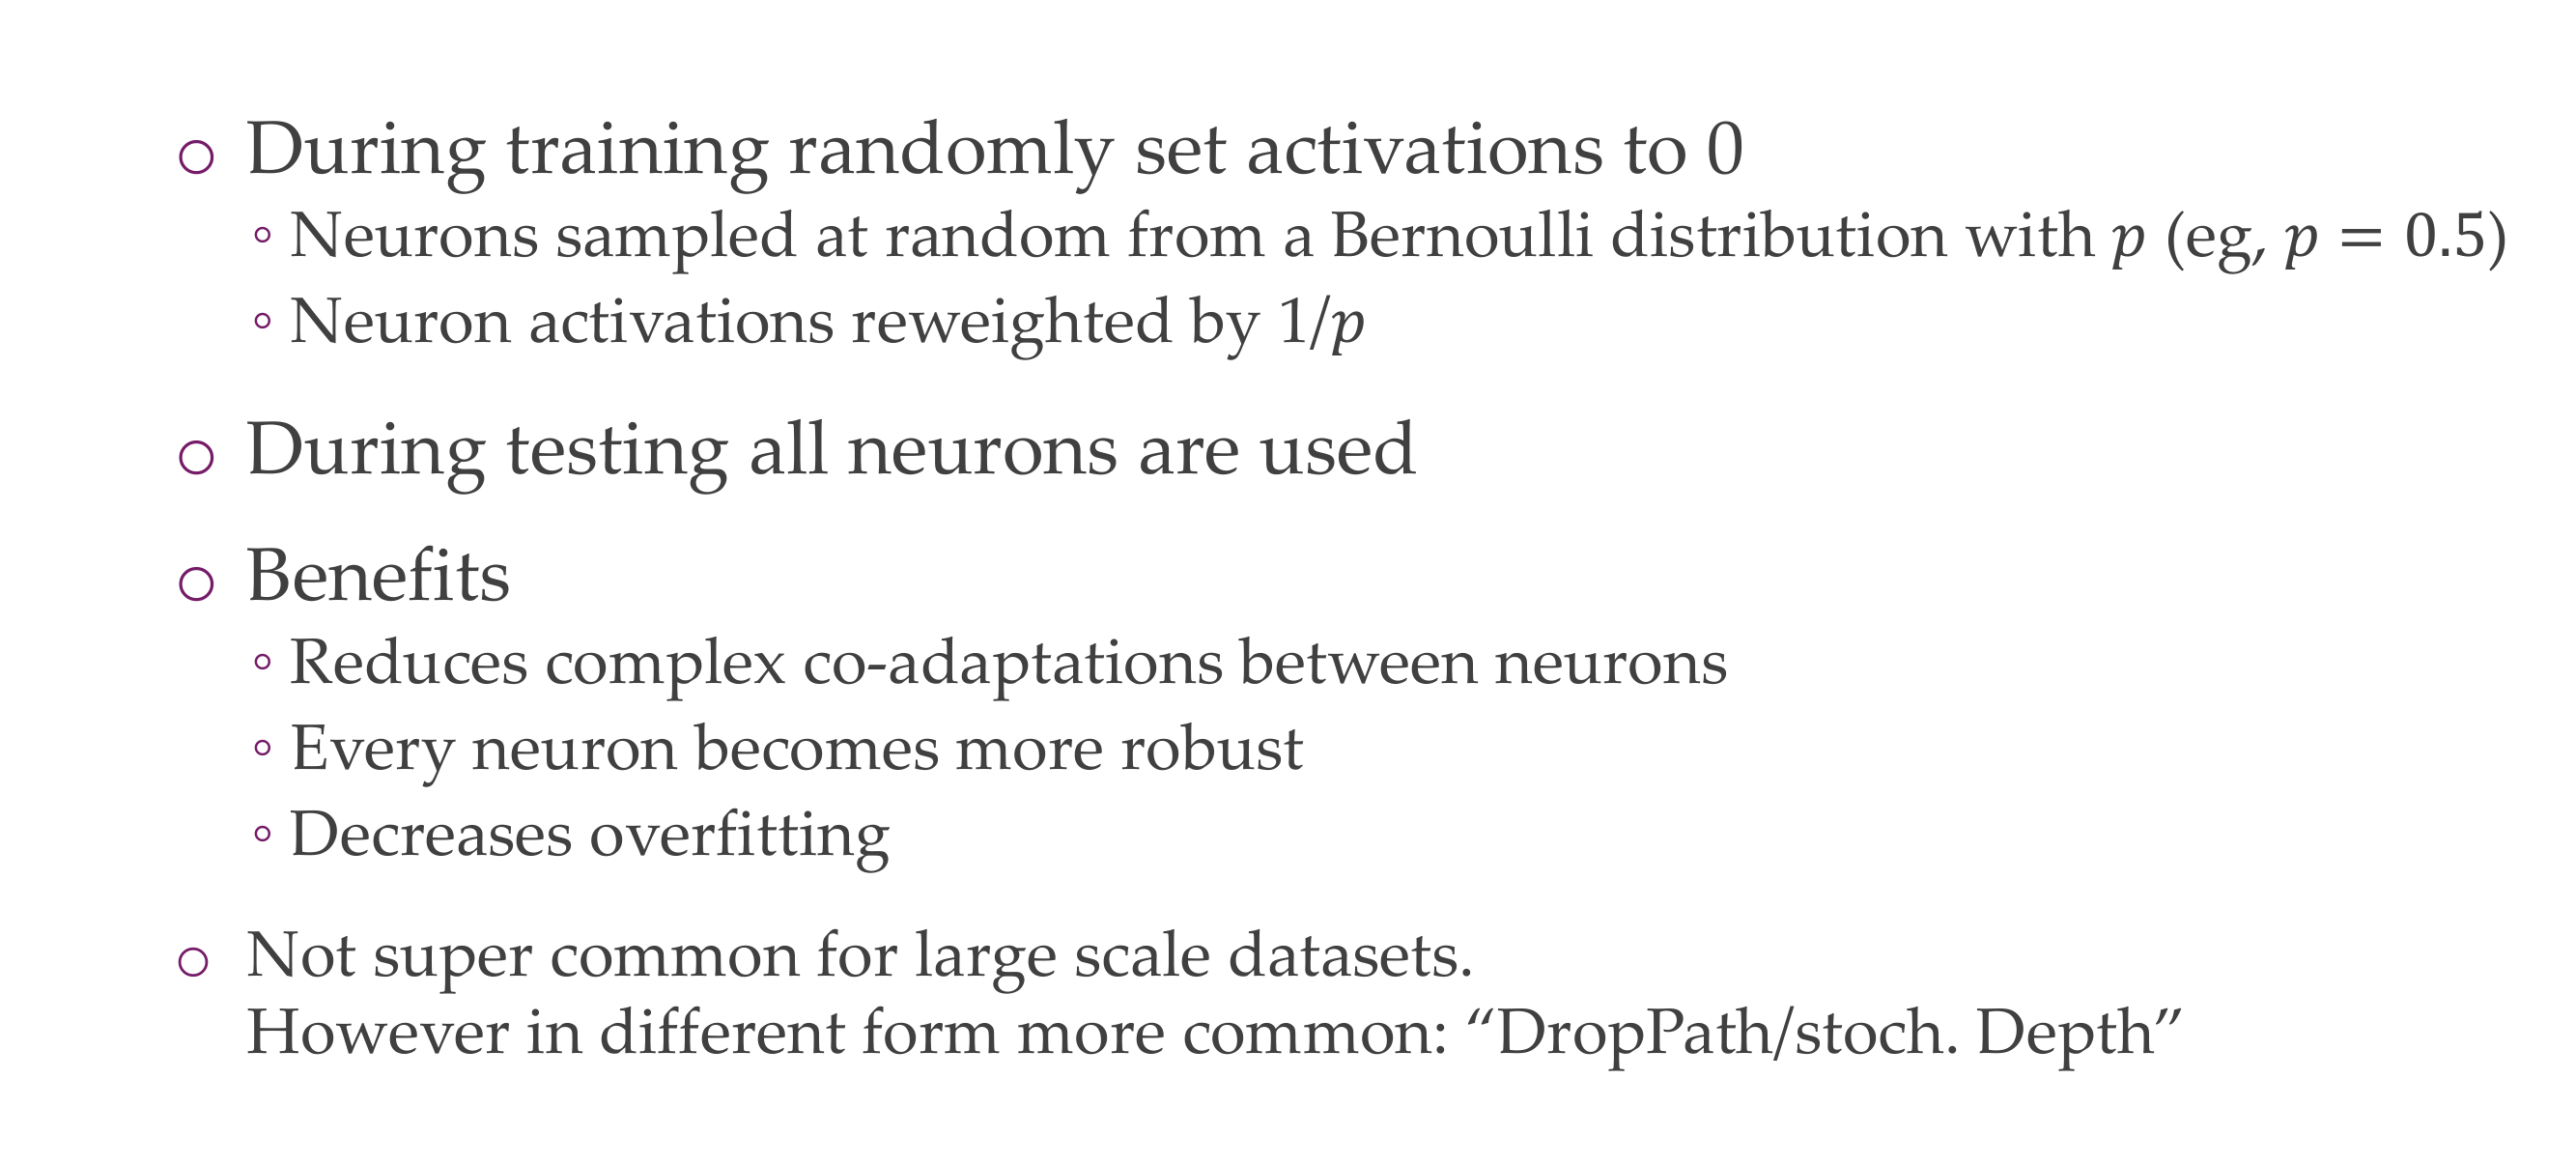 During training randomly set activations to 0
Neurons sampled at random from a Bernoulli distribution with p (eg, p = 0.5)
Neuron activations reweighted by 1/p
During testing all neurons are used
Benefits
Reduces complex co-adaptations between neurons
Every neuron becomes more robust
Decreases overfitting
Not super common for large scale datasets.
However in different form more common: “DropPath/stoch. Depth”